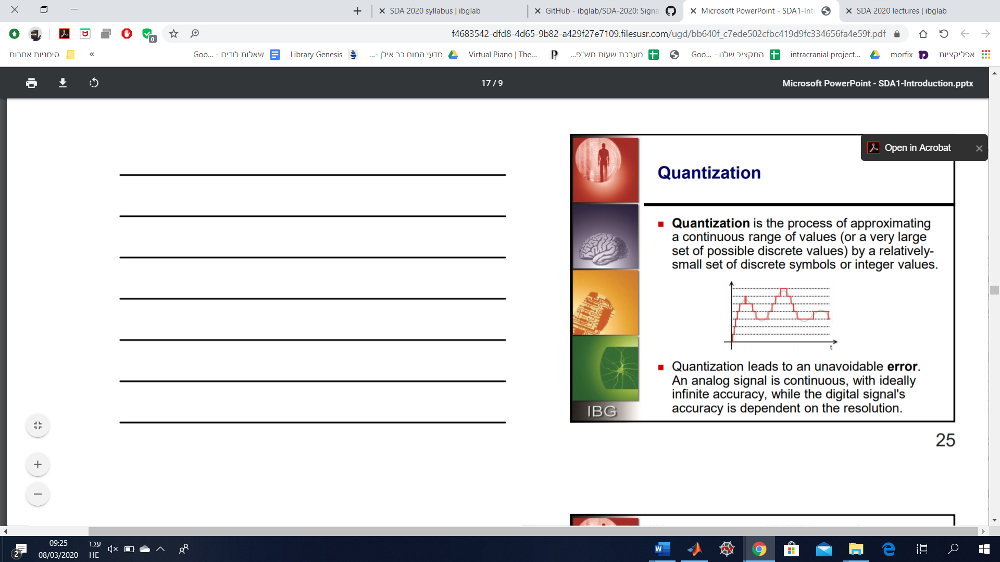 SDA 2020 syllabus | ibglab
GitHub - ibglab/SDA-2020: Signa
Microsoft PowerPoint - SDA1-Int
SDA 2020 lectures | ibglab
0
f4683542-dfd8-4d65-9b82-a429f27e7109.filesusr.com/ugd/bb640f_c7ede502cfbc419d9fc334656fa4e59f.pdf
אפליקציות
morfix
intracranial project...
התקציב שלנו - Goo...
מערכת שעות תש"פ...
Virtual Piano | The...
מדעי המוח בר אילן -...
Library Genesis
שאלות לודים - Goo...
«
סימניות אחרות
17 / 9
Microsoft PowerPoint - SDA1-Introduction.pptx
Open in Acrobat
Quantization
Quantization is the process of approximating
a continuous range of values (or a very large
set of possible discrete values) by a relatively-
small set of discrete symbols or integer values.
t
Quantization leads to an unavoidable error.
An analog signal is continuous, with ideally
infinite accuracy, while the digital signal's
accuracy is dependent on the resolution.
IBG
25
2
09:25
08/03/2020
עבר
HE